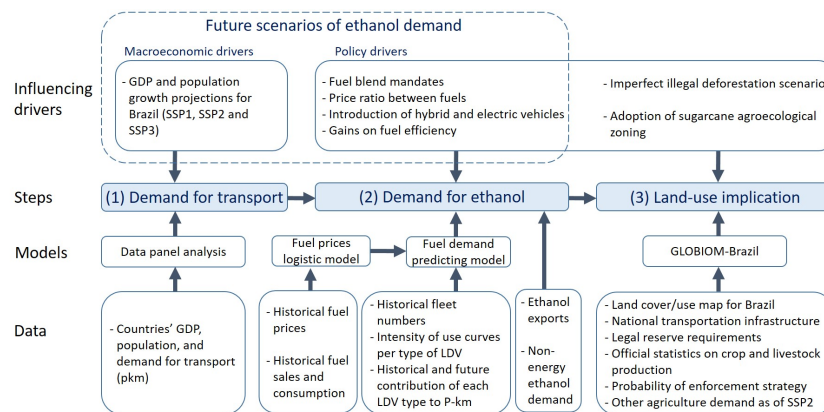 Future scenarios of ethanol demand
Macroeconomic drivers
Policy drivers
Influencing
drivers
- GDP and population
growth projections for
Brazil (SSP1, SSP2 and
SSP3)
- Fuel blend mandates
- Price ratio between fuels
- Introduction of hybrid and electric vehicles
- Gains on fuel efficiency
- Imperfect illegal deforestation scenario
- Adoption of sugarcane agroecological
zoning
Steps
(1) Demand for transport
(2) Demand for ethanol
(3) Land-use implication
Models
Data panel analysis
Fuel prices
logistic model
Fuel demand
predicting model
GLOBIOM-Brazil
Data
- Countries' GDP,
population, and
demand for transport
(pkm)
- Historical fuel
prices
- Historical fuel
sales and
consumption
- Historical fleet
numbers
- Intensity of use curves
per type of LDV
- Historical and future
contribution of each
LDV type to P-km
- Ethanol
exports
- Non-
energy
ethanol
demand
- Land cover/use map for Brazil
- National transportation infrastructure
- Legal reserve requirements
- Official statistics on crop and livestock
production
- Probability of enforcement strategy
- Other agriculture demand as of SSP2